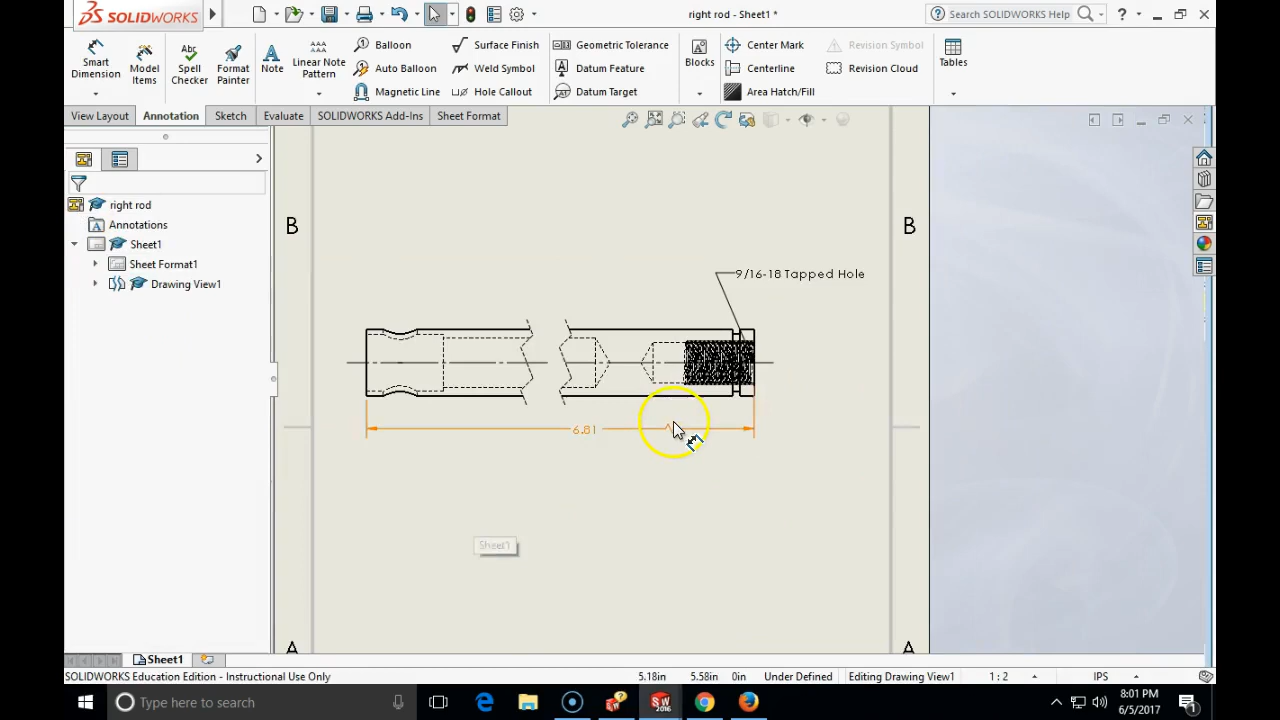 SOLIDWORKS
right rod - Sheet1 *
Search SOLIDWORKS Help
Smart Dimension
Model Items
Spell Checker
Format Painter
Note
Linear Note Pattern
Balloon
Auto Balloon
Magnetic Line
Surface Finish
Weld Symbol
Hole Callout
Geometric Tolerance
Datum Feature
Datum Target
Blocks
Center Mark
Centerline
Area Hatch/Fill
Revision Symbol
Revision Cloud
Tables
View Layout
Annotation
Sketch
Evaluate
SOLIDWORKS Add-Ins
Sheet Format
right rod
Annotations
Sheet1
Sheet Format1
Drawing View1
B
B
9/16-18 Tapped Hole
6.81
Sheet1
A
A
Sheet1
SOLIDWORKS Education Edition - Instructional Use Only
5.18in
5.58in
0in
Under Defined
Editing Drawing View1
1 : 2
IPS
Type here to search
SW 2016
8:01 PM
6/5/2017